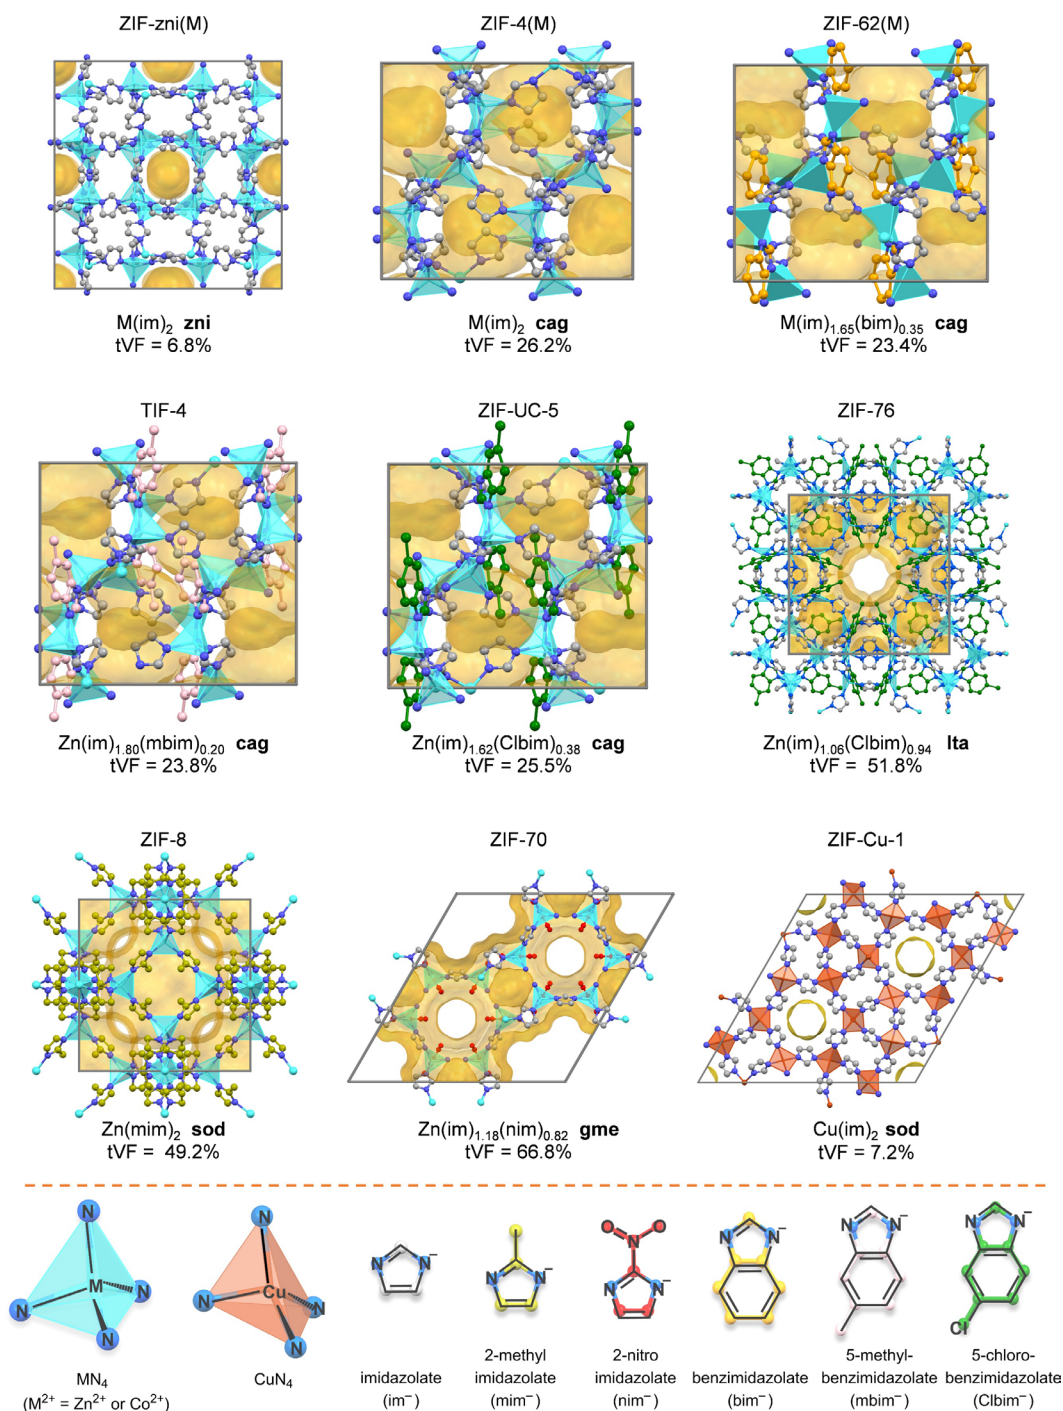 ZIF-zni(M) ZIF-4(M) ZIF-62(M)
M(im)₂ zni M(im)₂ cag M(im)₁.₆₅(bim)₀.₃₅ cag
tVF = 6.8% tVF = 26.2% tVF = 23.4%
TIF-4 ZIF-UC-5 ZIF-76
Zn(im)₁.₈₀(mbim)₀.₂₀ cag Zn(im)₁.₆₂(Clbim)₀.₃₈ cag Zn(im)₁.₀₆(Clbim)₀.₉₄ lta
tVF = 23.8% tVF = 25.5% tVF = 51.8%
ZIF-8 ZIF-70 ZIF-Cu-1
Zn(mim)₂ sod Zn(im)₁.₁₈(nim)₀.₈₂ gme Cu(im)₂ sod
tVF = 49.2% tVF = 66.8% tVF = 7.2%
N M N N N
N Cu N N N
N N⁻
N N⁻
O N O N N⁻
N N⁻
N N⁻
N N⁻ Cl
MN₄
(M²⁺ = Zn²⁺ or Co²⁺)
CuN₄
imidazolate
(im⁻)
2-methyl
imidazolate
(mim⁻)
2-nitro
imidazolate
(nim⁻)
benzimidazolate
(bim⁻)
5-methyl-
benzimidazolate
(mbim⁻)
5-chloro-
benzimidazolate
(Clbim⁻)